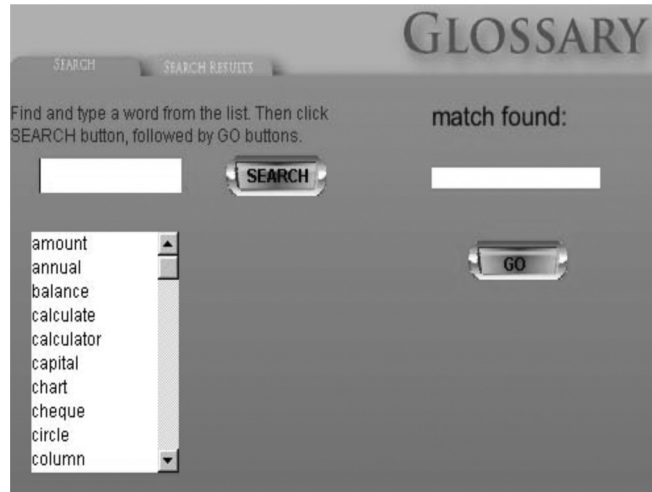 GLOSSARY
SEARCH
SEARCH RESULTS
Find and type a word from the list. Then click
SEARCH button, followed by GO buttons.
SEARCH
match found:
GO
amount
annual
balance
calculate
calculator
capital
chart
cheque
circle
column